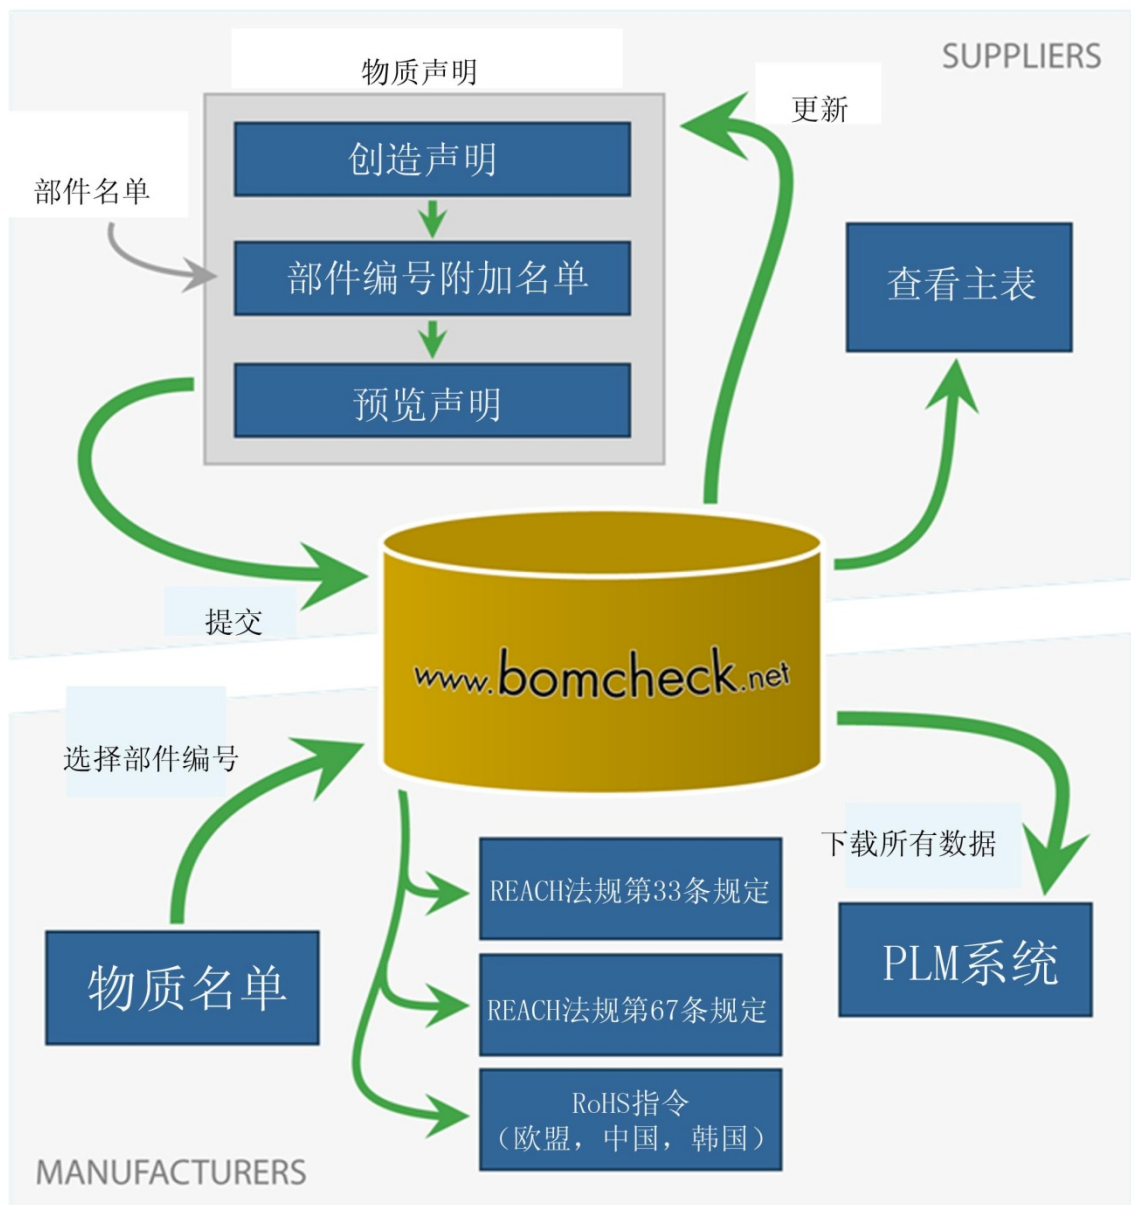 SUPPLIERS
物质声明
更新
创造声明
部件名单
部件编号附加名单
查看主表
预览声明
提交
www.bomcheck.net
选择部件编号
下载所有数据
REACH法规第33条规定
PLM系统
物质名单
REACH法规第67条规定
RoHS指令
（欧盟，中国，韩国）
MANUFACTURERS